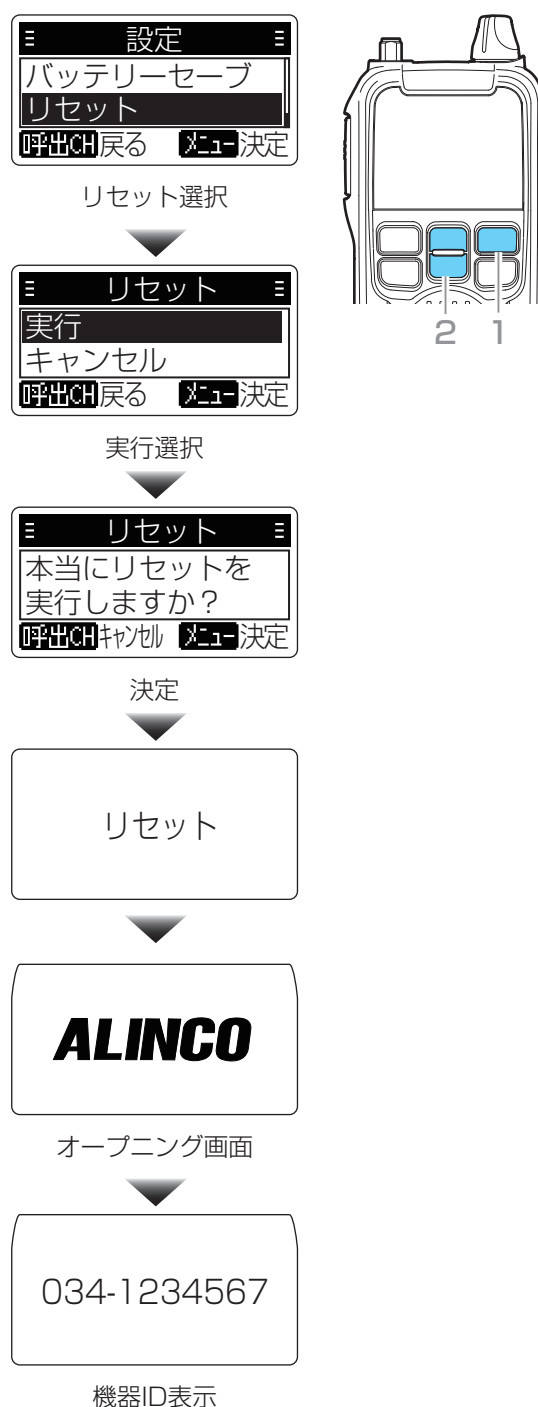 設定
バッテリーセーブ
リセット
呼出CH戻る メニュー決定
リセット選択
リセット
実行
キャンセル
呼出CH戻る メニュー決定
実行選択
リセット
本当にリセットを
実行しますか？
呼出CHキャンセル メニュー決定
決定
リセット
ALINCO
オープニング画面
034-1234567
機器ID表示
2 1